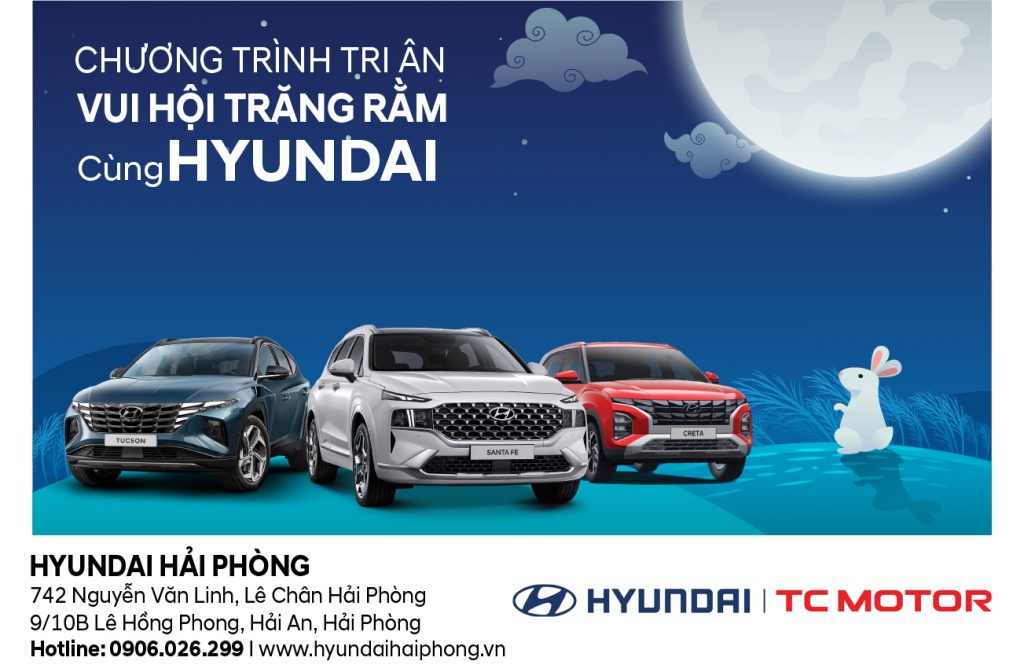 CHƯƠNG TRÌNH TRI ÂN
VUI HỘI TRĂNG RẰM
Cùng HYUNDAI
TUCSON
SANTA FE
CRETA
HYUNDAI HẢI PHÒNG
742 Nguyễn Văn Linh, Lê Chân Hải Phòng
9/10B Lê Hồng Phong, Hải An, Hải Phòng
Hotline: 0906.026.299 | www.hyundaihaiphong.vn
HYUNDAI | TC MOTOR